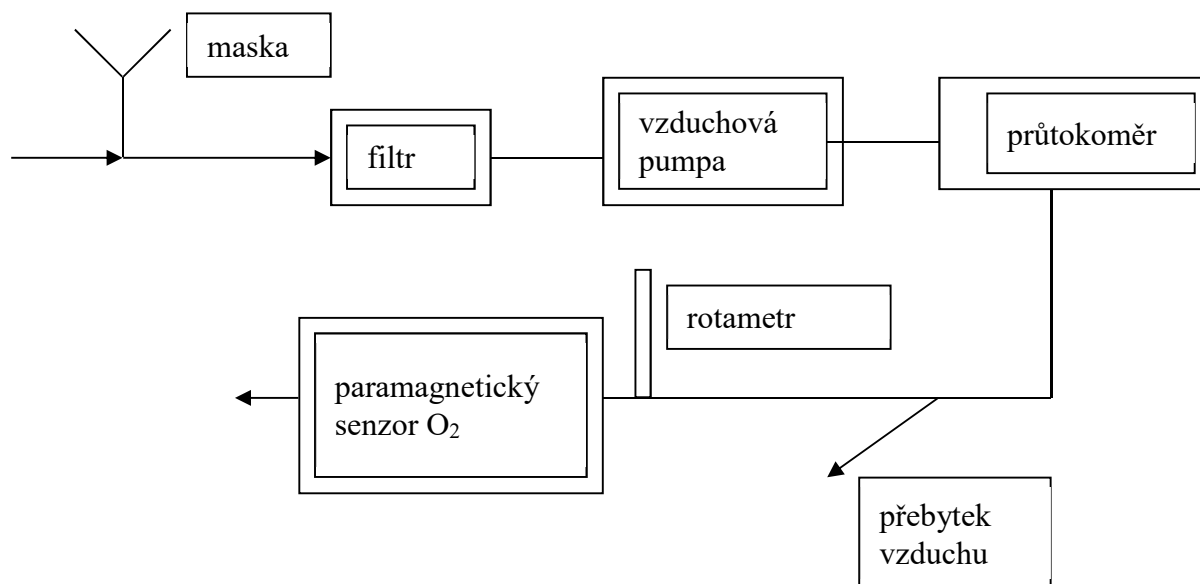 maska
filtr
vzduchová
pumpa
průtokoměr
rotametr
paramagnetický
senzor O₂
přebytek
vzduchu